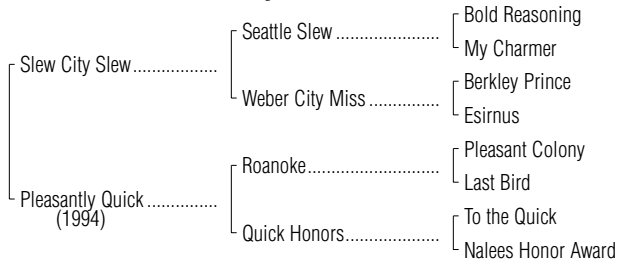 Bold Reasoning
Seattle Slew ........................
My Charmer
Slew City Slew.................
Berkley Prince
Weber City Miss ................
Esirnus
Pleasant Colony
Roanoke..............................
Last Bird
Pleasantly Quick ..............
(1994)
To the Quick
Quick Honors......................
Nalees Honor Award